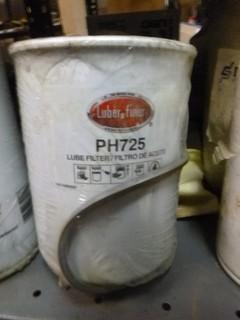 Luber-finer
PH725
LUBE FILTER / FILTRO DE ACEITE